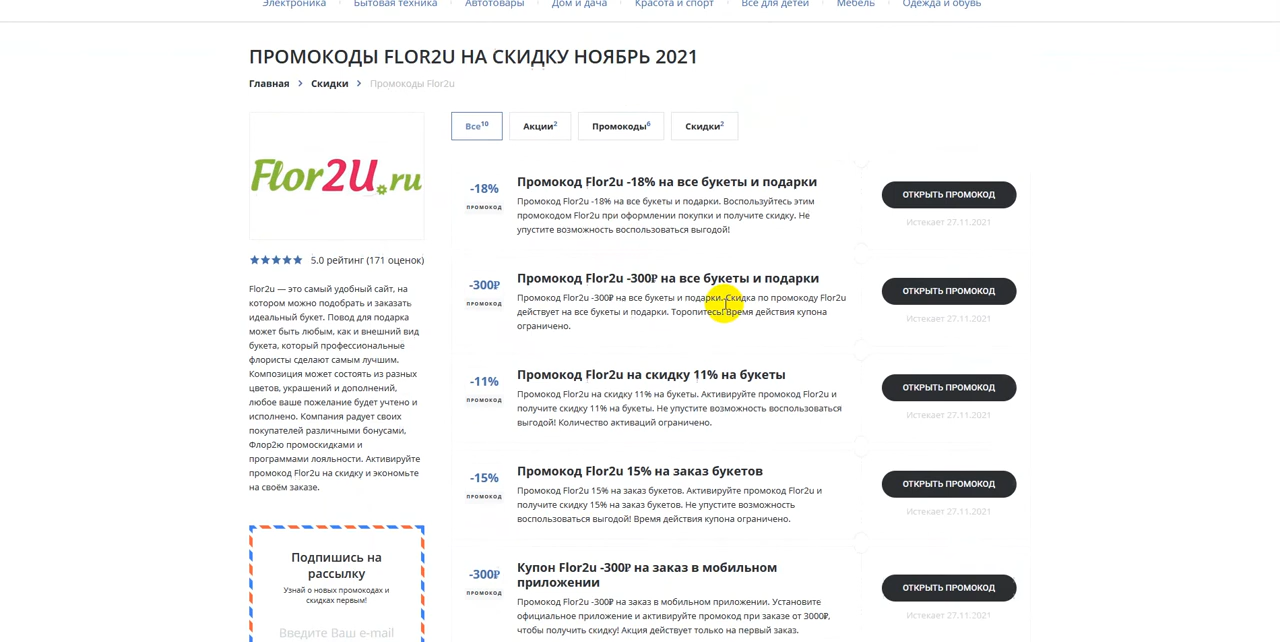 Электроника
Бытовая техника
Автотовары
Дом и дача
Красота и спорт
Все для детей
Мебель
Одежда и обувь
ПРОМОКОДЫ FLOR2U НА СКИДКУ НОЯБРЬ 2021
Главная > Скидки > Промокоды Flor2u
Flor2U.ru
5.0 рейтинг (171 оценок)
Flor2u — это самый удобный сайт, на
котором можно подобрать и заказать
идеальный букет. Повод для подарка
может быть любым, как и внешний вид
букета, который профессиональные
флористы сделают самым лучшим.
Композиция может состоять из разных
цветов, украшений и дополнений,
любое ваше пожелание будет учтено и
исполнено. Компания радует своих
покупателей различными бонусами,
Флор2ю промоскидками и
программами лояльности. Активируйте
промокод Flor2u на скидку и экономьте
на своём заказе.
Подпишись на
рассылку
Узнай о новых промокодах и
скидках первым!
Введите Ваш e-mail
Все10
Акции2
Промокоды6
Скидки2
-18%
ПРОМОКОД
Промокод Flor2u -18% на все букеты и подарки
Промокод Flor2u -18% на все букеты и подарки. Воспользуйтесь этим
промокодом Flor2u при оформлении покупки и получите скидку. Не
упустите возможность воспользоваться выгодой!
ОТКРЫТЬ ПРОМОКОД
Истекает 27.11.2021
-300₽
ПРОМОКОД
Промокод Flor2u -300₽ на все букеты и подарки
Промокод Flor2u -300₽ на все букеты и подарки. Скидка по промокоду Flor2u
действует на все букеты и подарки. Торопитесь! Время действия купона
ограничено.
ОТКРЫТЬ ПРОМОКОД
Истекает 27.11.2021
-11%
ПРОМОКОД
Промокод Flor2u на скидку 11% на букеты
Промокод Flor2u на скидку 11% на букеты. Активируйте промокод Flor2u и
получите скидку 11% на букеты. Не упустите возможность воспользоваться
выгодой! Количество активаций ограничено.
ОТКРЫТЬ ПРОМОКОД
Истекает 27.11.2021
-15%
ПРОМОКОД
Промокод Flor2u 15% на заказ букетов
Промокод Flor2u 15% на заказ букетов. Активируйте промокод Flor2u и
получите скидку 15% на заказ букетов. Не упустите возможность
воспользоваться выгодой! Время действия купона ограничено.
ОТКРЫТЬ ПРОМОКОД
Истекает 27.11.2021
-300₽
ПРОМОКОД
Купон Flor2u -300₽ на заказ в мобильном
приложении
Промокод Flor2u -300₽ на заказ в мобильном приложении. Установите
официальное приложение и активируйте промокод при заказе от 3000₽,
чтобы получить скидку! Акция действует только на первый заказ.
ОТКРЫТЬ ПРОМОКОД
Истекает 27.11.2021